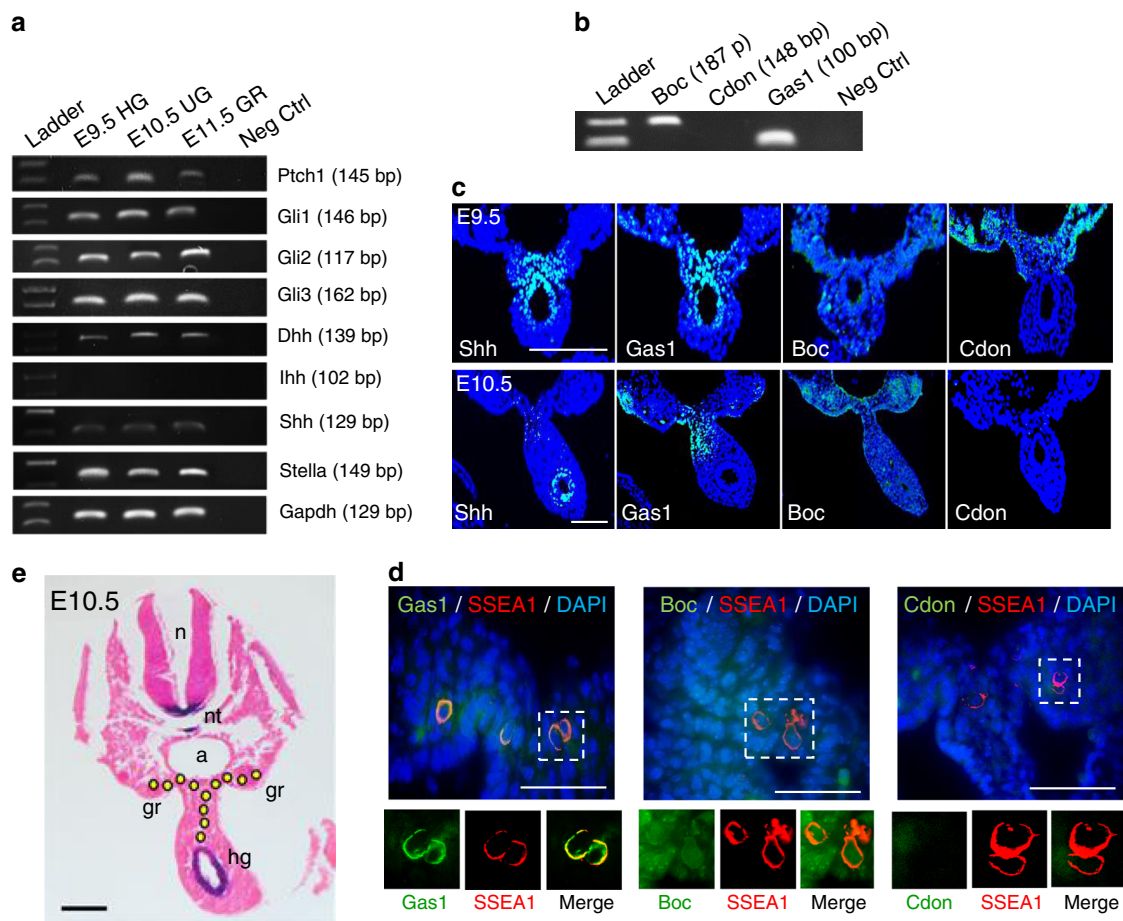 a
Ladder
E9.5 HG
E10.5 UG
E11.5 GR
Neg Ctrl
Ptch1 (145 bp)
Gli1 (146 bp)
Gli2 (117 bp)
Gli3 (162 bp)
Dhh (139 bp)
Ihh (102 bp)
Shh (129 bp)
Stella (149 bp)
Gapdh (129 bp)
b
Ladder
Boc (187 p)
Cdon (148 bp)
Gas1 (100 bp)
Neg Ctrl
c
E9.5
Shh
Gas1
Boc
Cdon
E10.5
Shh
Gas1
Boc
Cdon
e
E10.5
n
nt
a
gr
gr
hg
d
Gas1 / SSEA1 / DAPI
Boc / SSEA1 / DAPI
Cdon / SSEA1 / DAPI
Gas1 SSEA1 Merge
Boc SSEA1 Merge
Cdon SSEA1 Merge